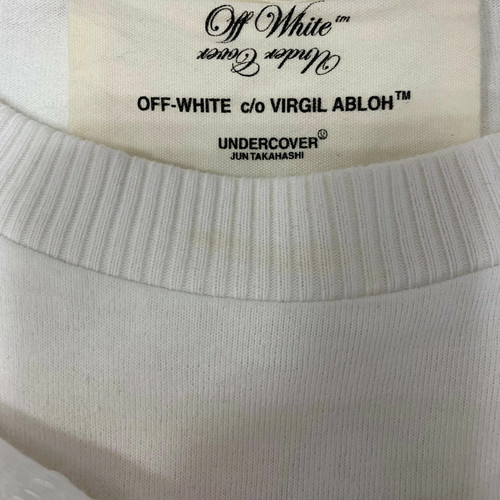 Off White™
Under Cover
OFF-WHITE c/o VIRGIL ABLOH™
UNDERCOVER®
JUN TAKAHASHI